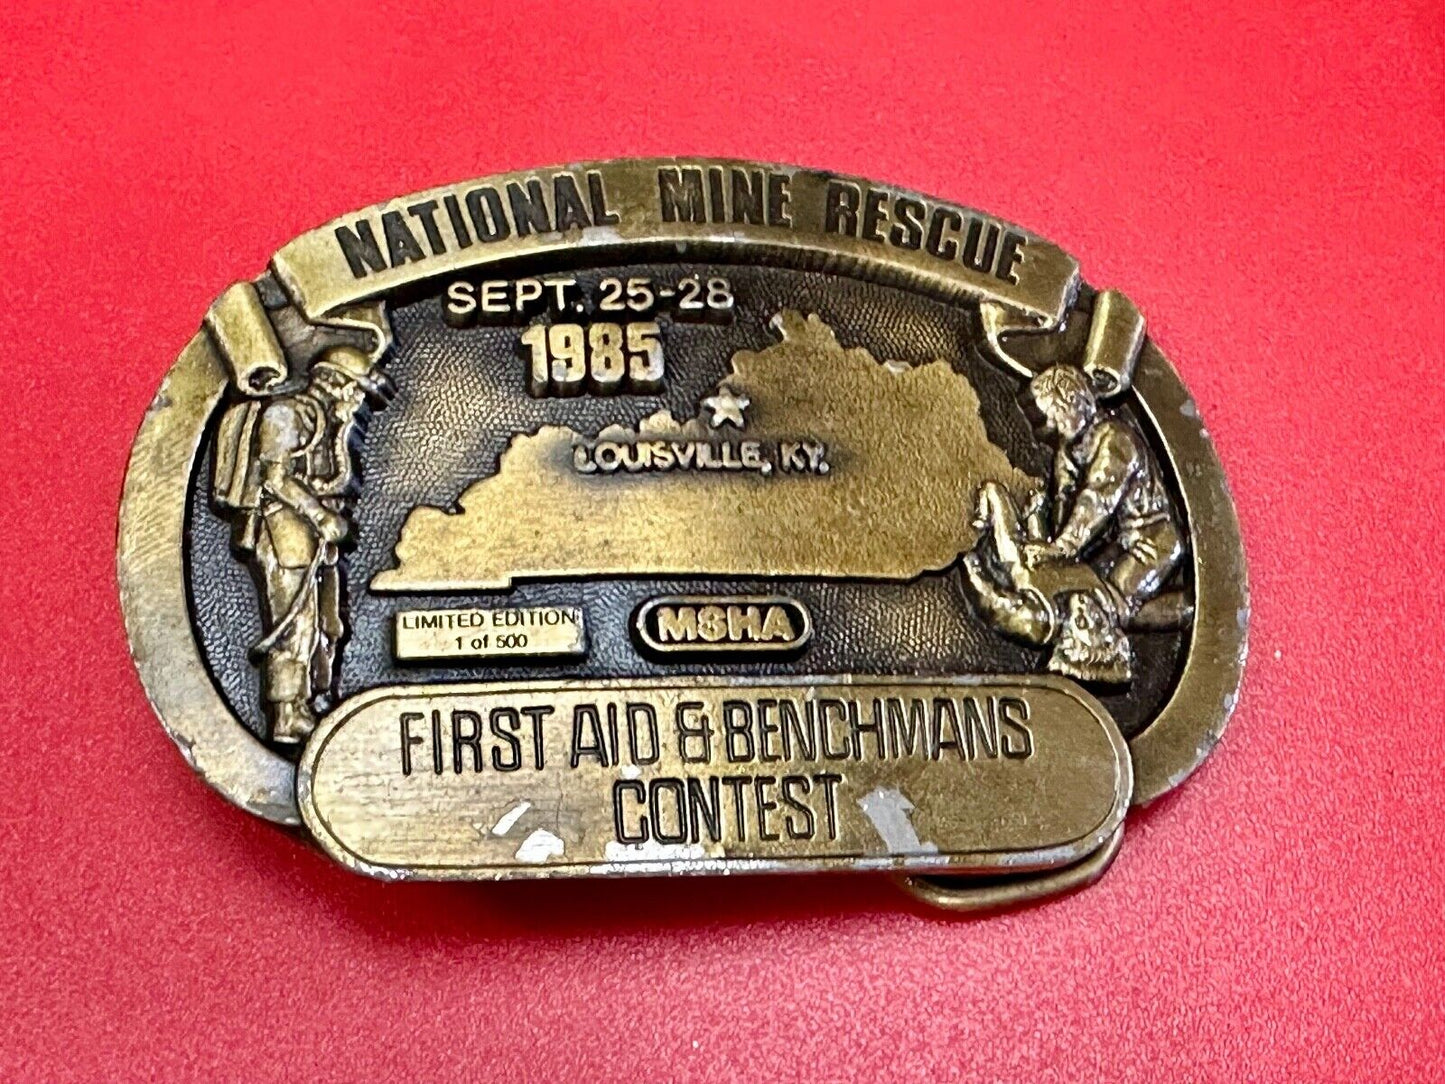 NATIONAL MINE RESCUE
SEPT. 25-28
1985
LOUISVILLE, KY.
LIMITED EDITION
1 of 500
MSHA
FIRST AID & BENCHMANS
CONTEST